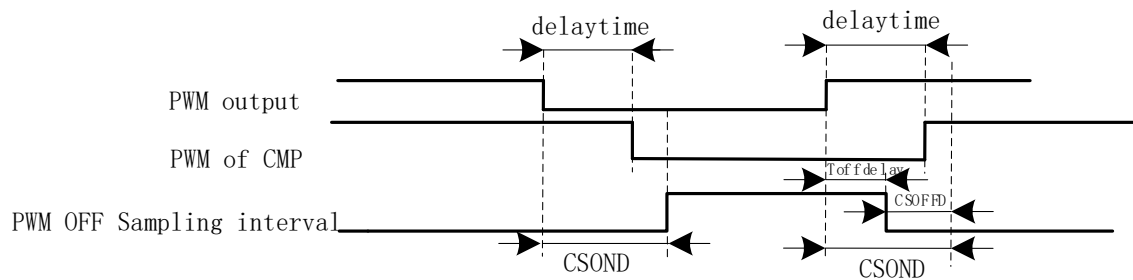 delaytime
delaytime
PWM output
PWM of CMP
Toffdelay
CSOFFD
PWM OFF Sampling interval
CSOND
CSOND